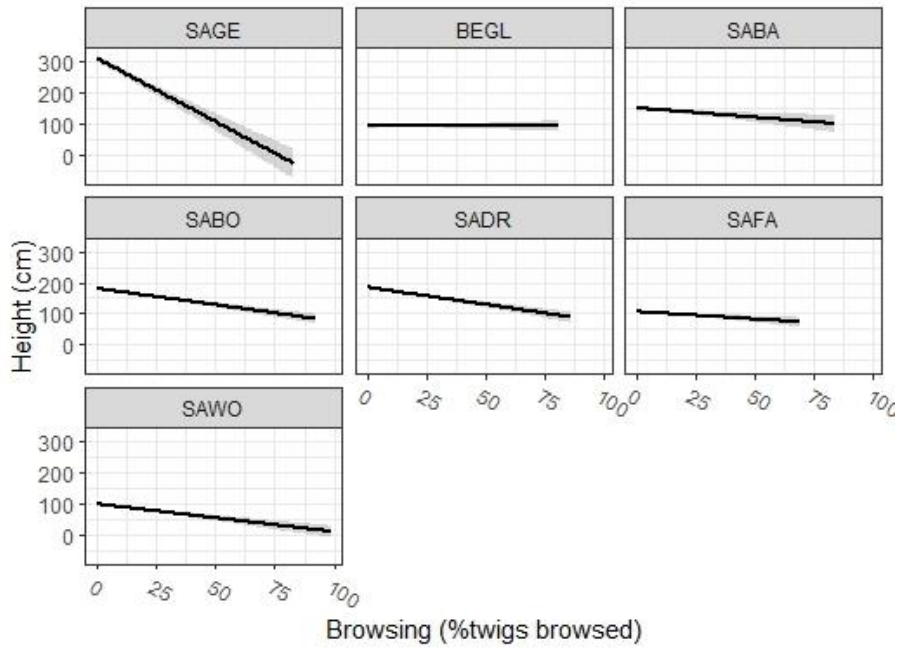 SAGE BEGL SABA
300
200
100
0
SABO SADR SAFA
300
200
100
0
0 25 50 75 100 0 25 50 75 100
SAWO
300
200
100
0
0 25 50 75 100
Height (cm)
Browsing (%twigs browsed)